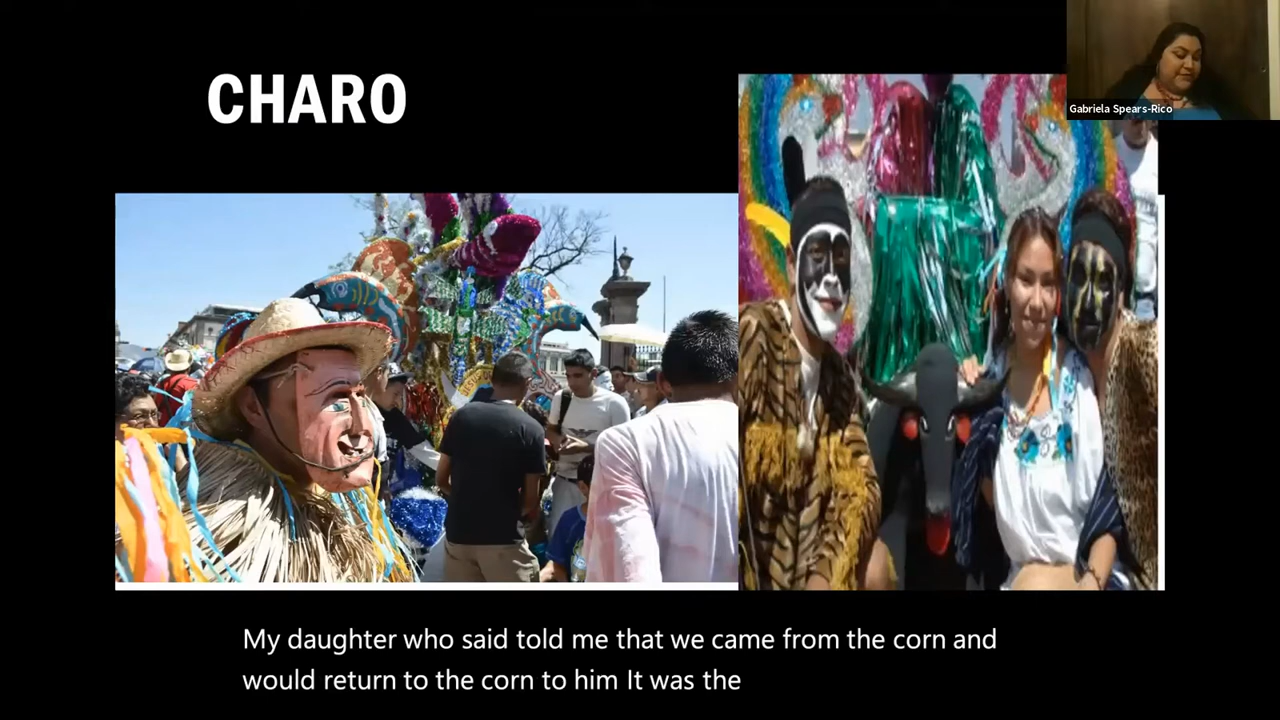 CHARO
Gabriela Spears-Rico
My daughter who said told me that we came from the corn and
would return to the corn to him It was the